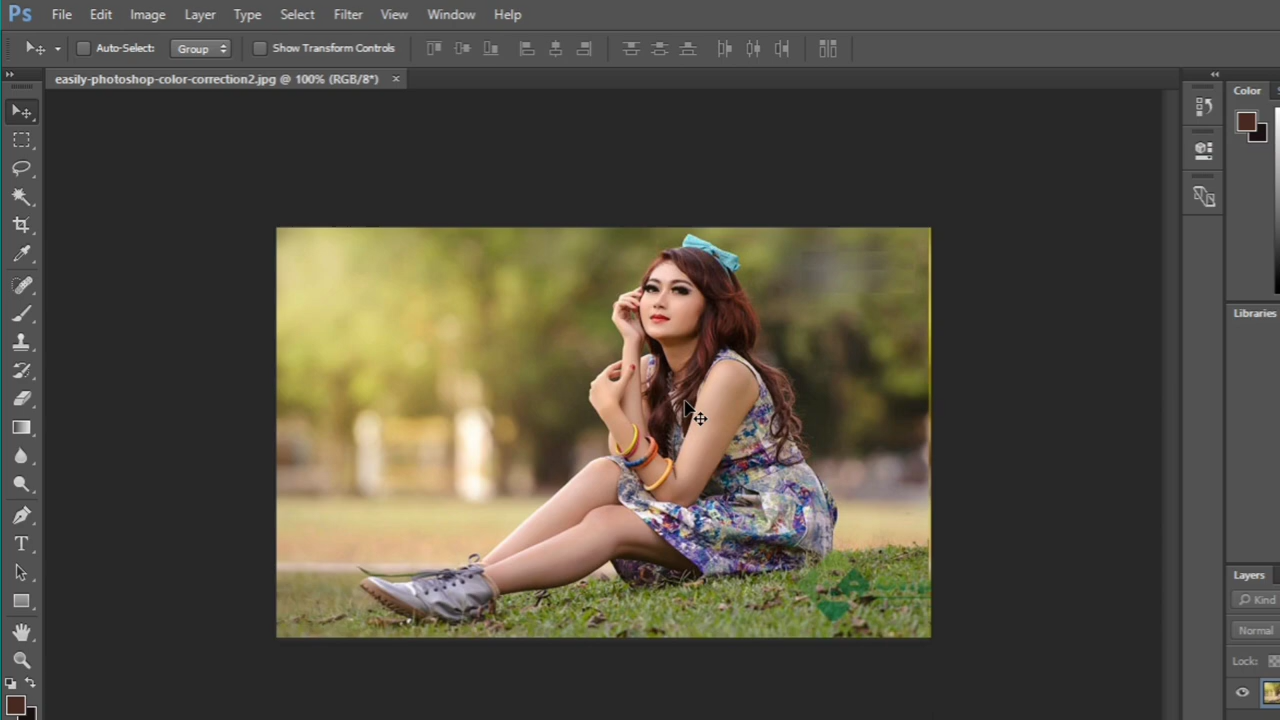 Ps File Edit Image Layer Type Select Filter View Window Help
Auto-Select: Group Show Transform Controls
easily-photoshop-color-correction2.jpg @ 100% (RGB/8*) ×
Color
Libraries
Layers
Kind
Normal
Lock: